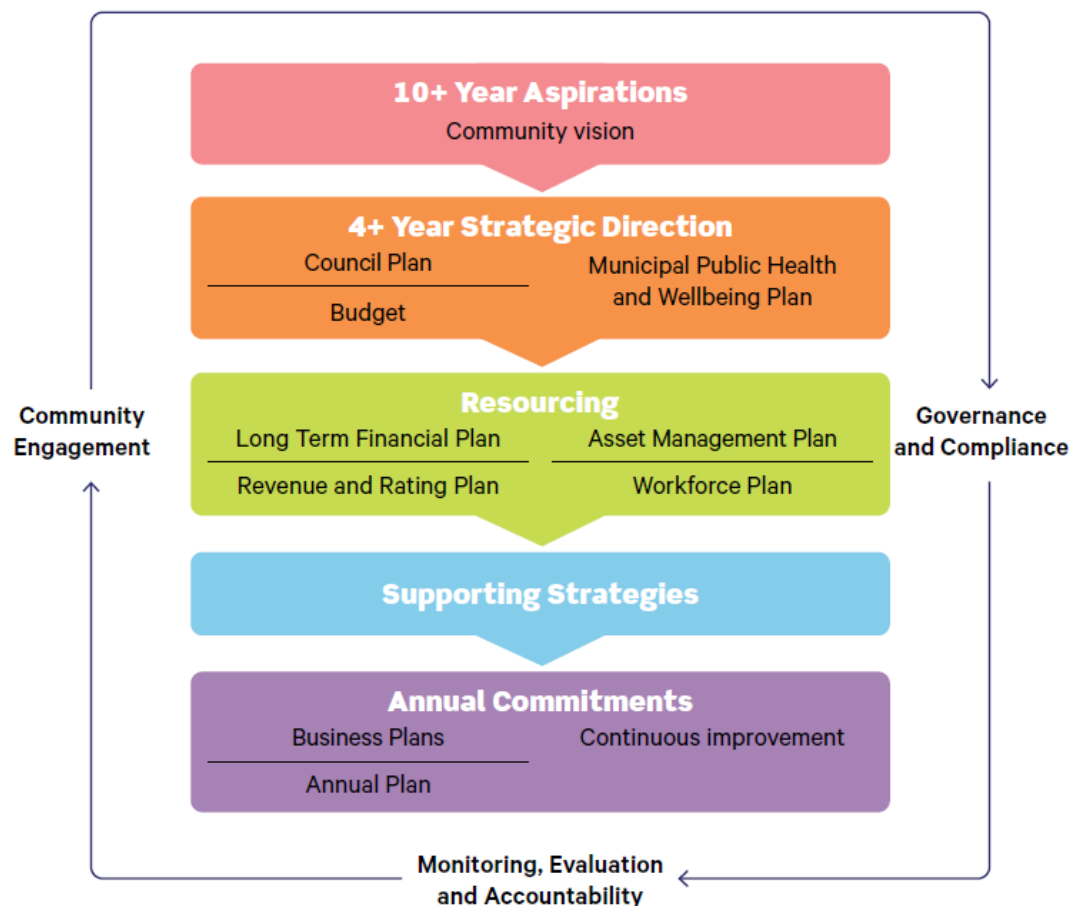 10+ Year Aspirations
Community vision
4+ Year Strategic Direction
Council Plan
Budget
Municipal Public Health
and Wellbeing Plan
Resourcing
Long Term Financial Plan
Revenue and Rating Plan
Asset Management Plan
Workforce Plan
Supporting Strategies
Annual Commitments
Business Plans
Annual Plan
Continuous improvement
Community
Engagement
Governance
and Compliance
Monitoring, Evaluation
and Accountability